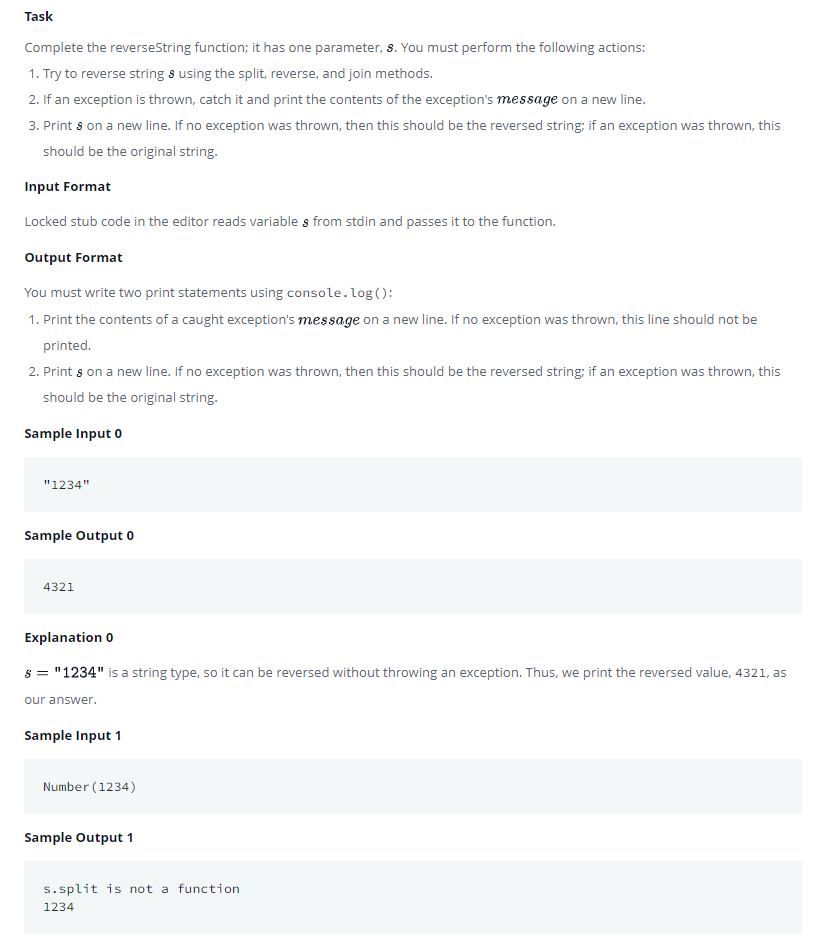 Task
Complete the reverseString function; it has one parameter, s. You must perform the following actions:
1. Try to reverse string s using the split, reverse, and join methods.
2. If an exception is thrown, catch it and print the contents of the exception's message on a new line.
3. Print s on a new line. If no exception was thrown, then this should be the reversed string; if an exception was thrown, this
should be the original string.
Input Format
Locked stub code in the editor reads variable s from stdin and passes it to the function.
Output Format
You must write two print statements using console.log():
1. Print the contents of a caught exception's message on a new line. If no exception was thrown, this line should not be
printed.
2. Print s on a new line. If no exception was thrown, then this should be the reversed string; if an exception was thrown, this
should be the original string.
Sample Input 0
"1234"
Sample Output 0
4321
Explanation 0
s = "1234" is a string type, so it can be reversed without throwing an exception. Thus, we print the reversed value, 4321, as
our answer.
Sample Input 1
Number(1234)
Sample Output 1
s.split is not a function
1234